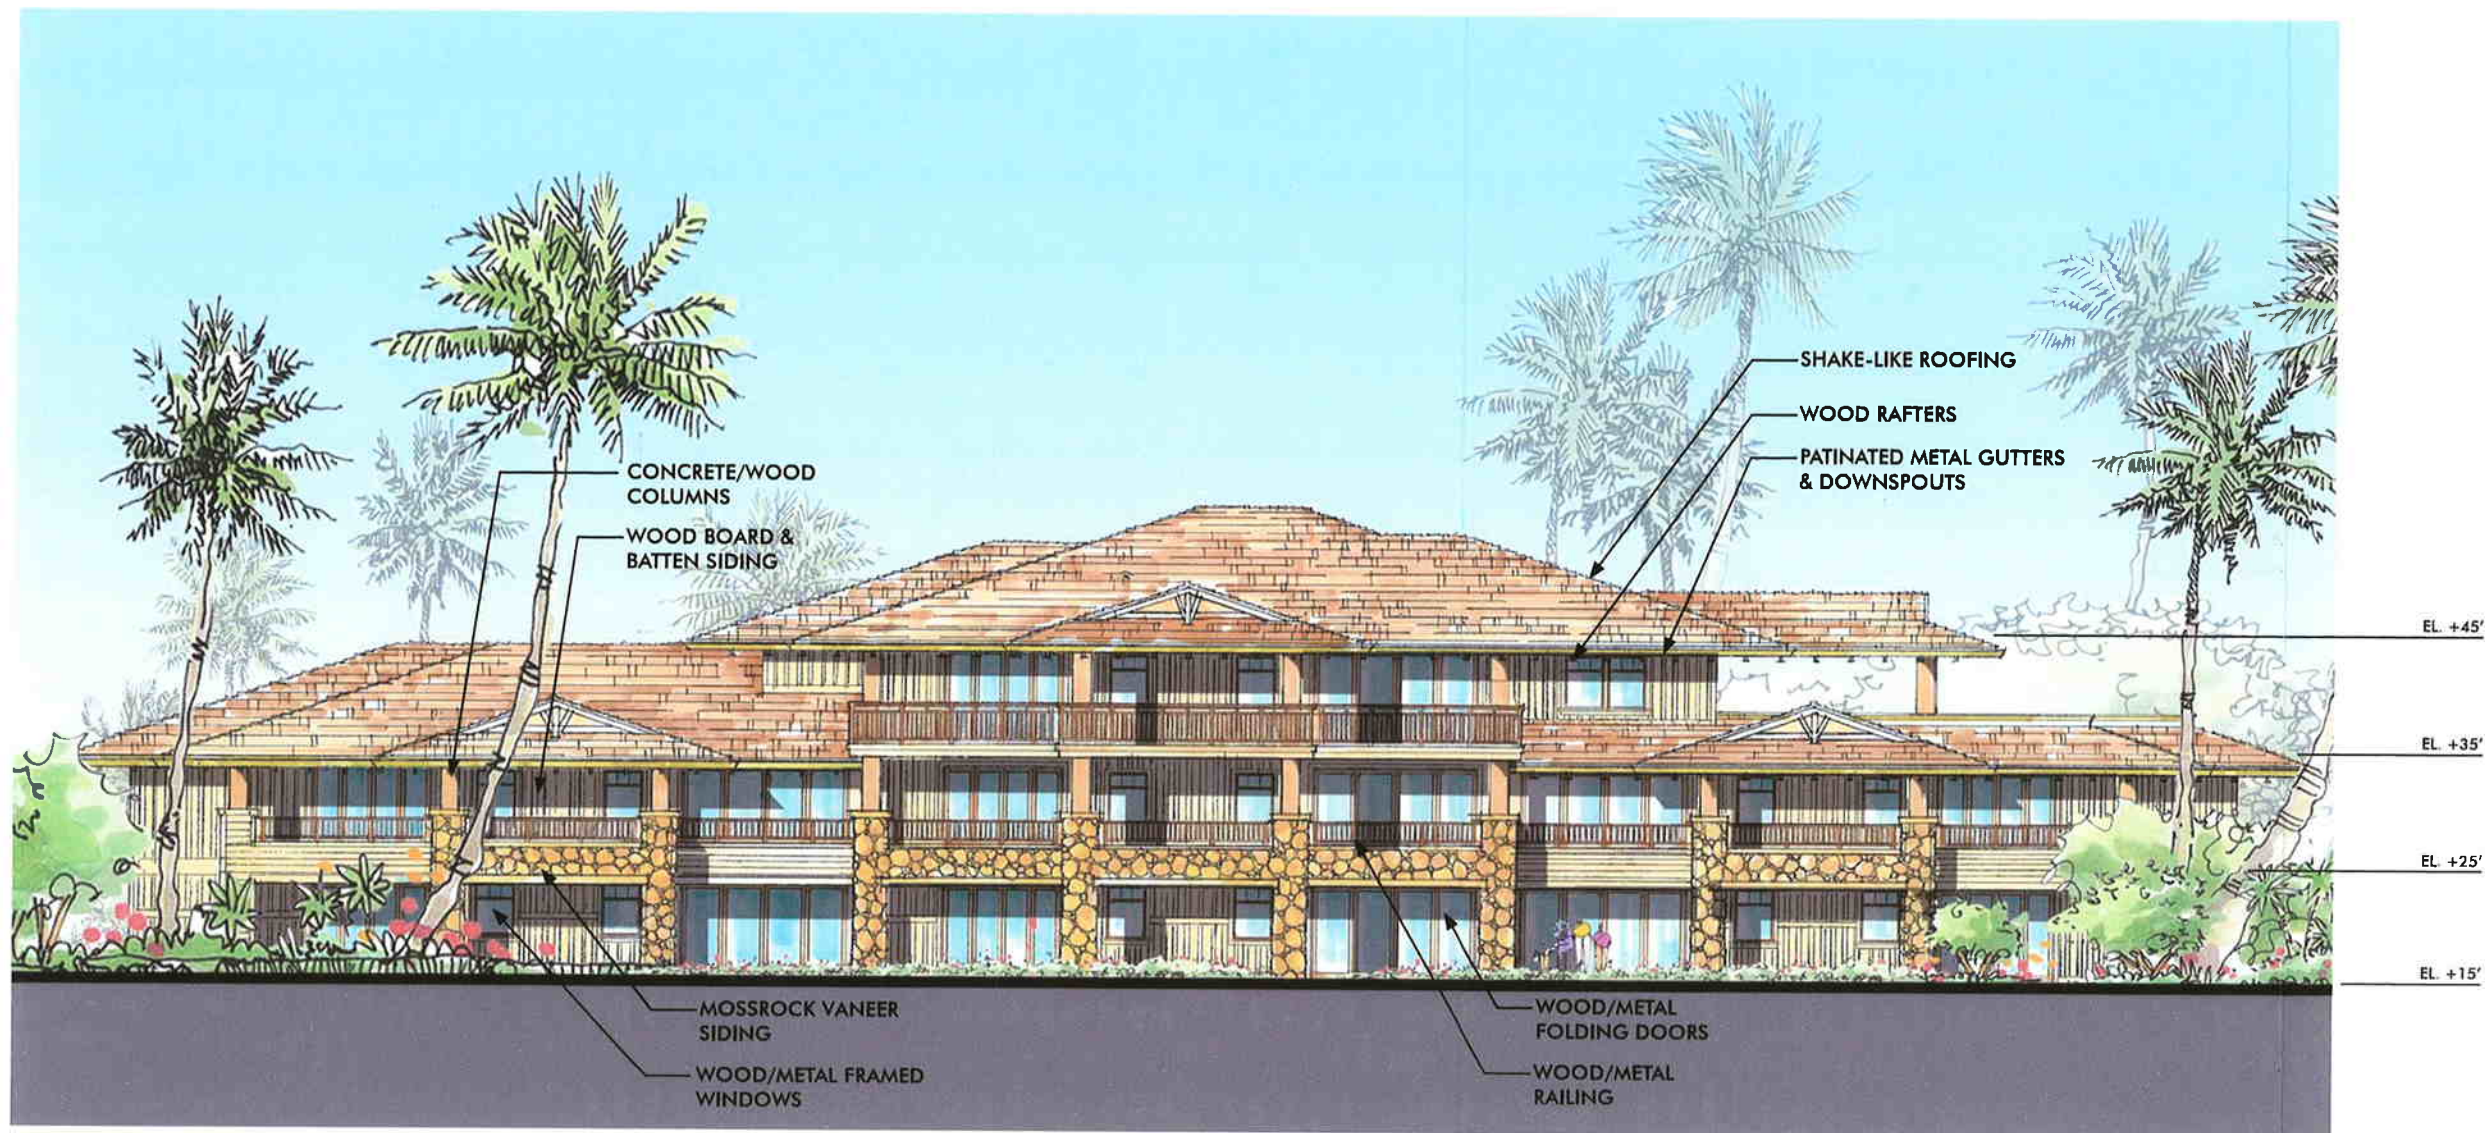 SHAKE-LIKE ROOFING
WOOD RAFTERS
PATINATED METAL GUTTERS
& DOWNSPOUTS
CONCRETE/WOOD
COLUMNS
WOOD BOARD &
BATTEN SIDING
EL. +45'
EL. +35'
EL. +25'
EL. +15'
MOSSROCK VANEER
SIDING
WOOD/METAL FRAMED
WINDOWS
WOOD/METAL
FOLDING DOORS
WOOD/METAL
RAILING